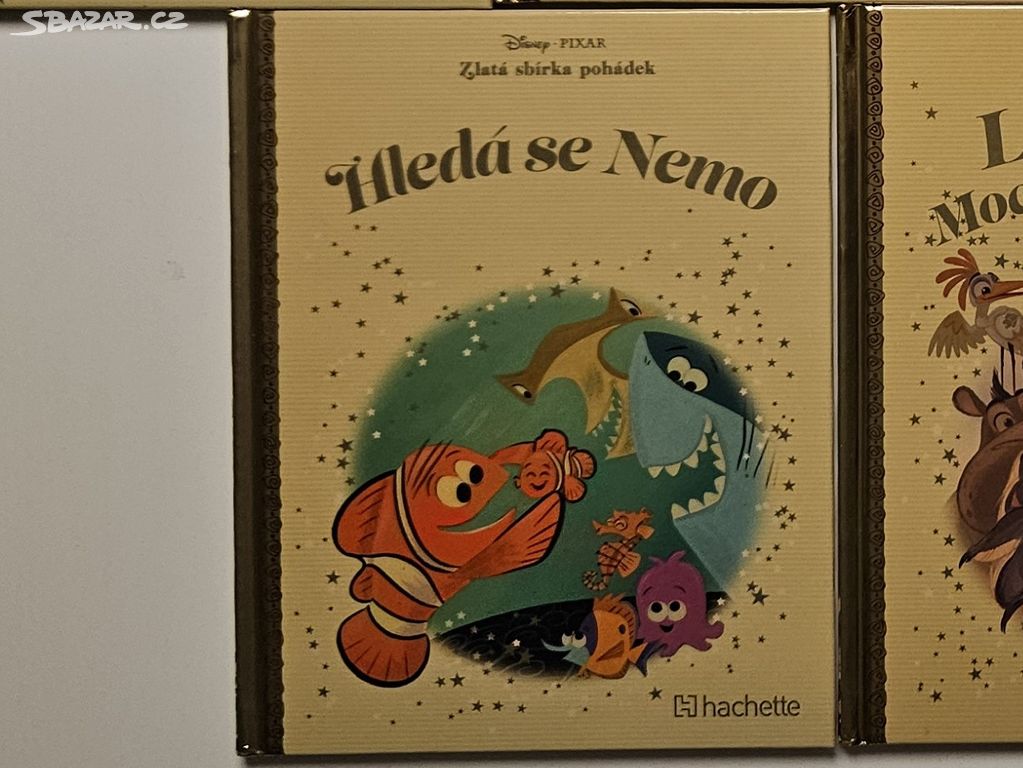 SBAZAR.CZ
Disney · PIXAR
Zlatá sbírka pohádek
Hledá se Nemo
hachette